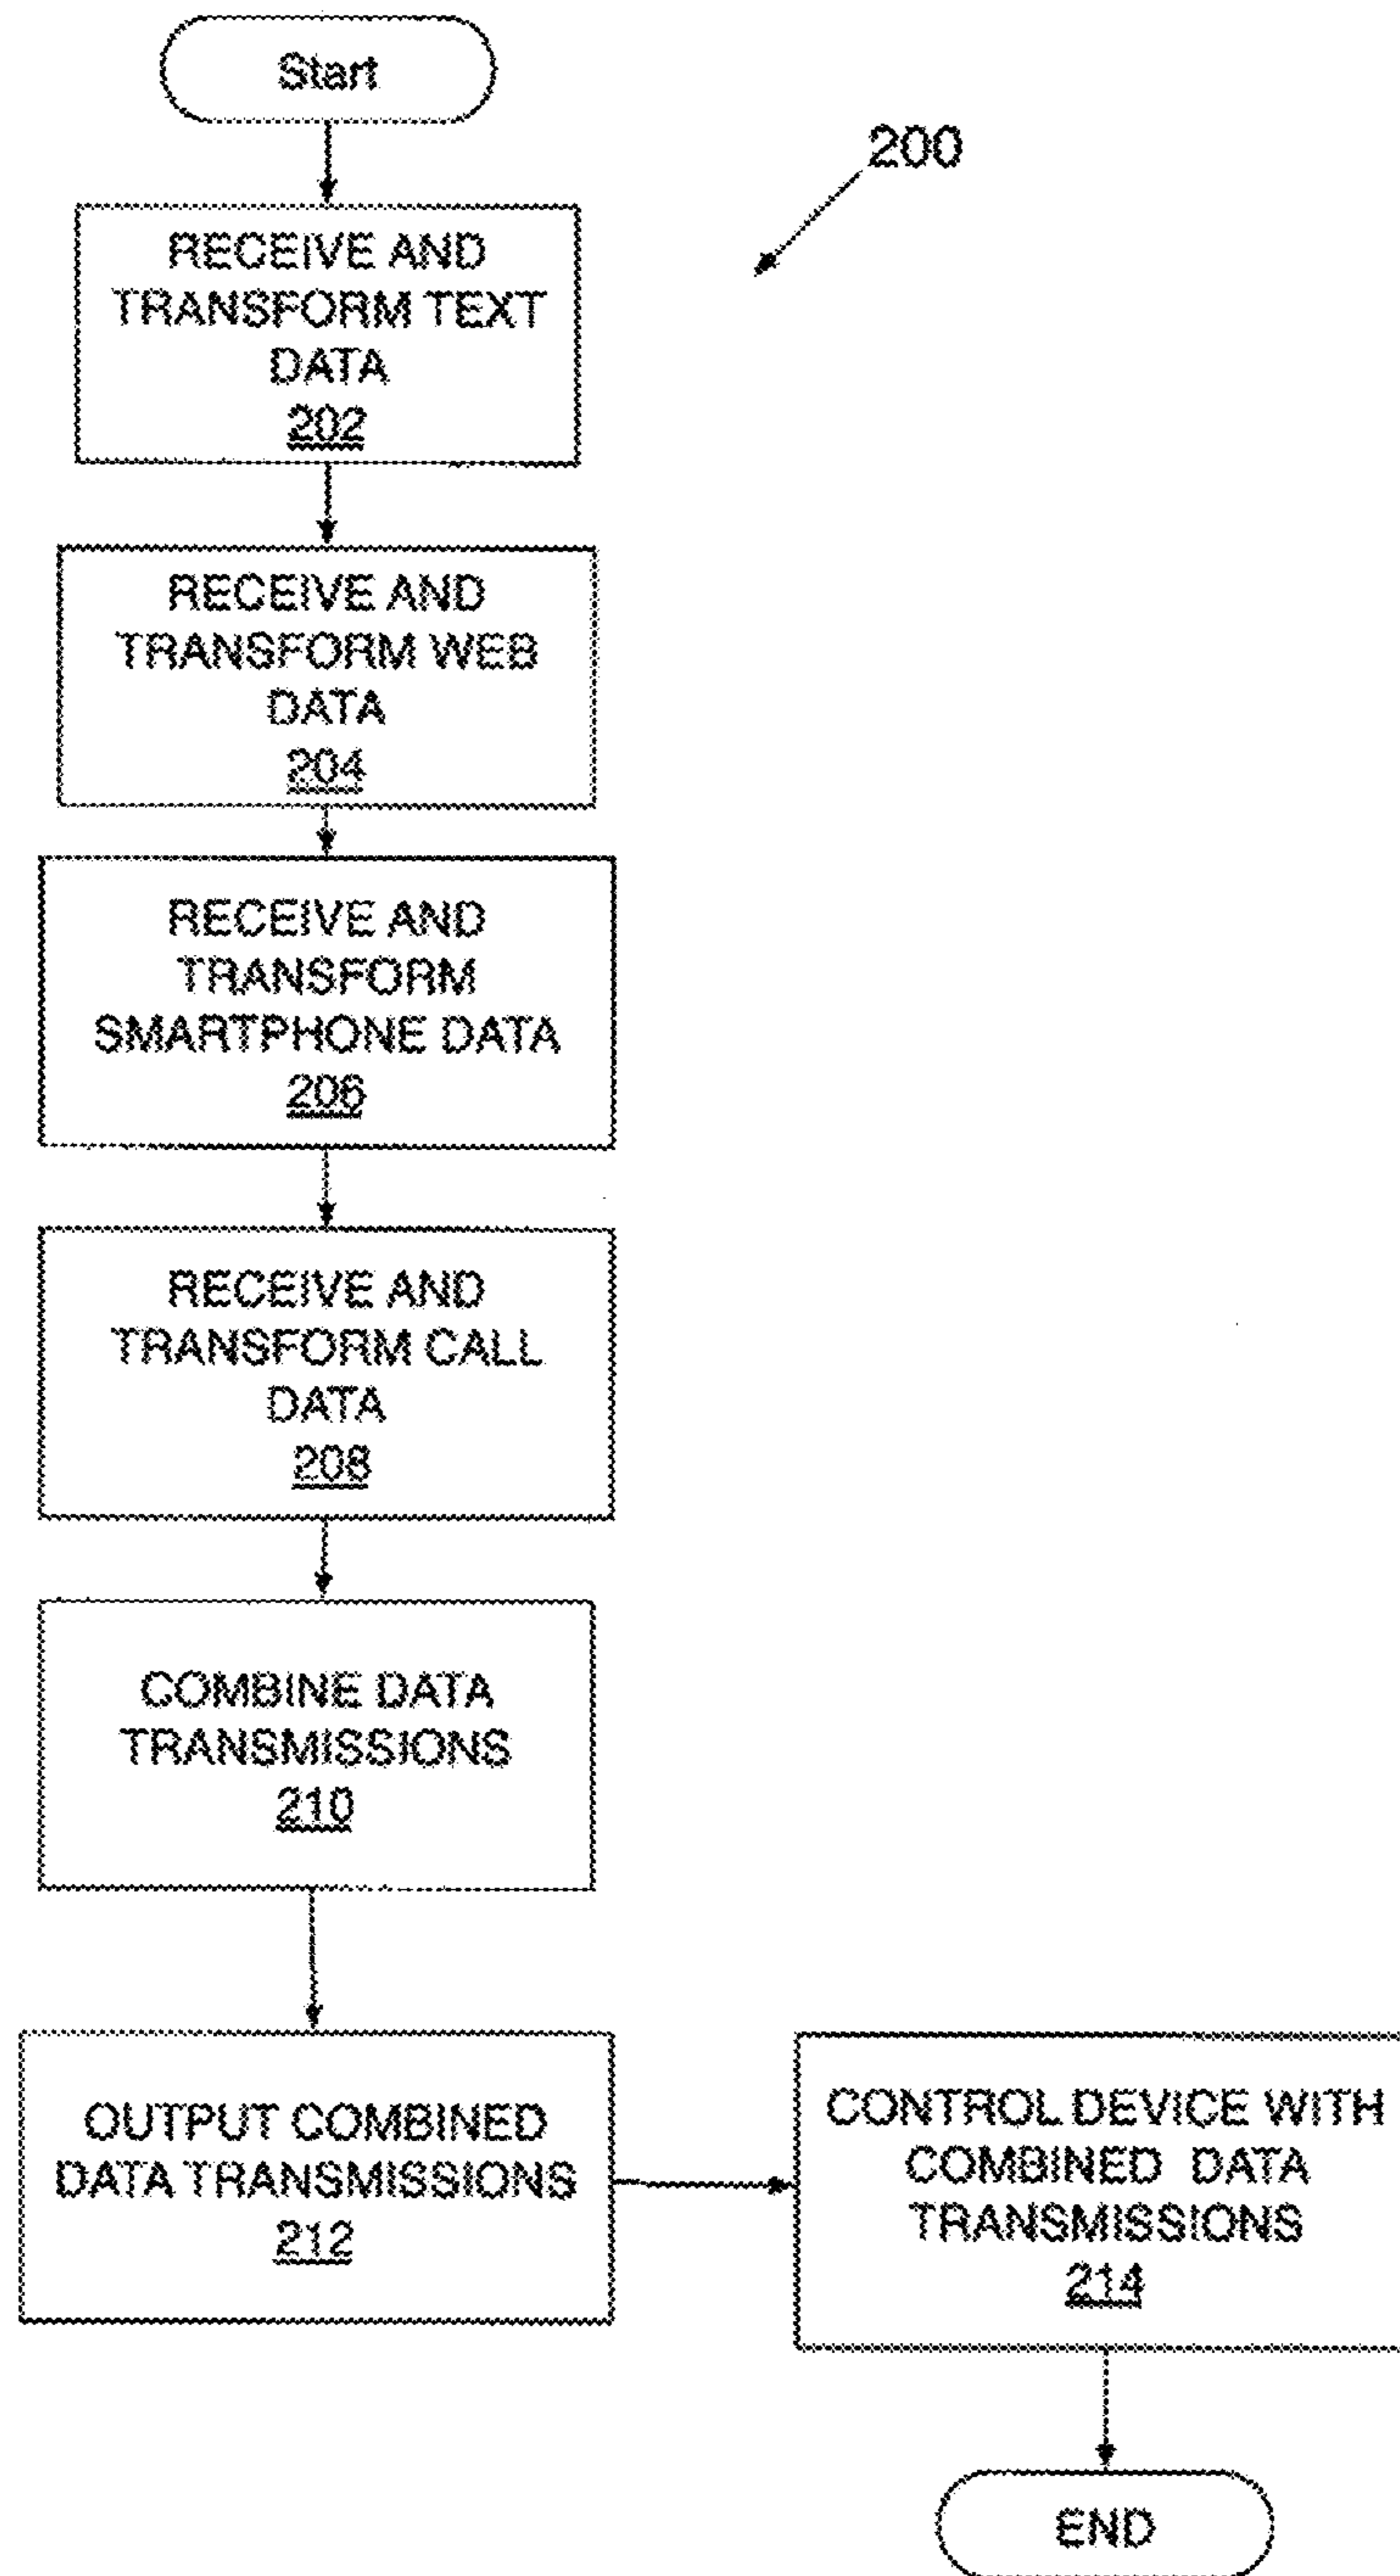 Start
200
RECEIVE AND
TRANSFORM TEXT
DATA
202
RECEIVE AND
TRANSFORM WEB
DATA
204
RECEIVE AND
TRANSFORM
SMARTPHONE DATA
206
RECEIVE AND
TRANSFORM CALL
DATA
208
COMBINE DATA
TRANSMISSIONS
210
OUTPUT COMBINED
DATA TRANSMISSIONS
212
CONTROL DEVICE WITH
COMBINED DATA
TRANSMISSIONS
214
END